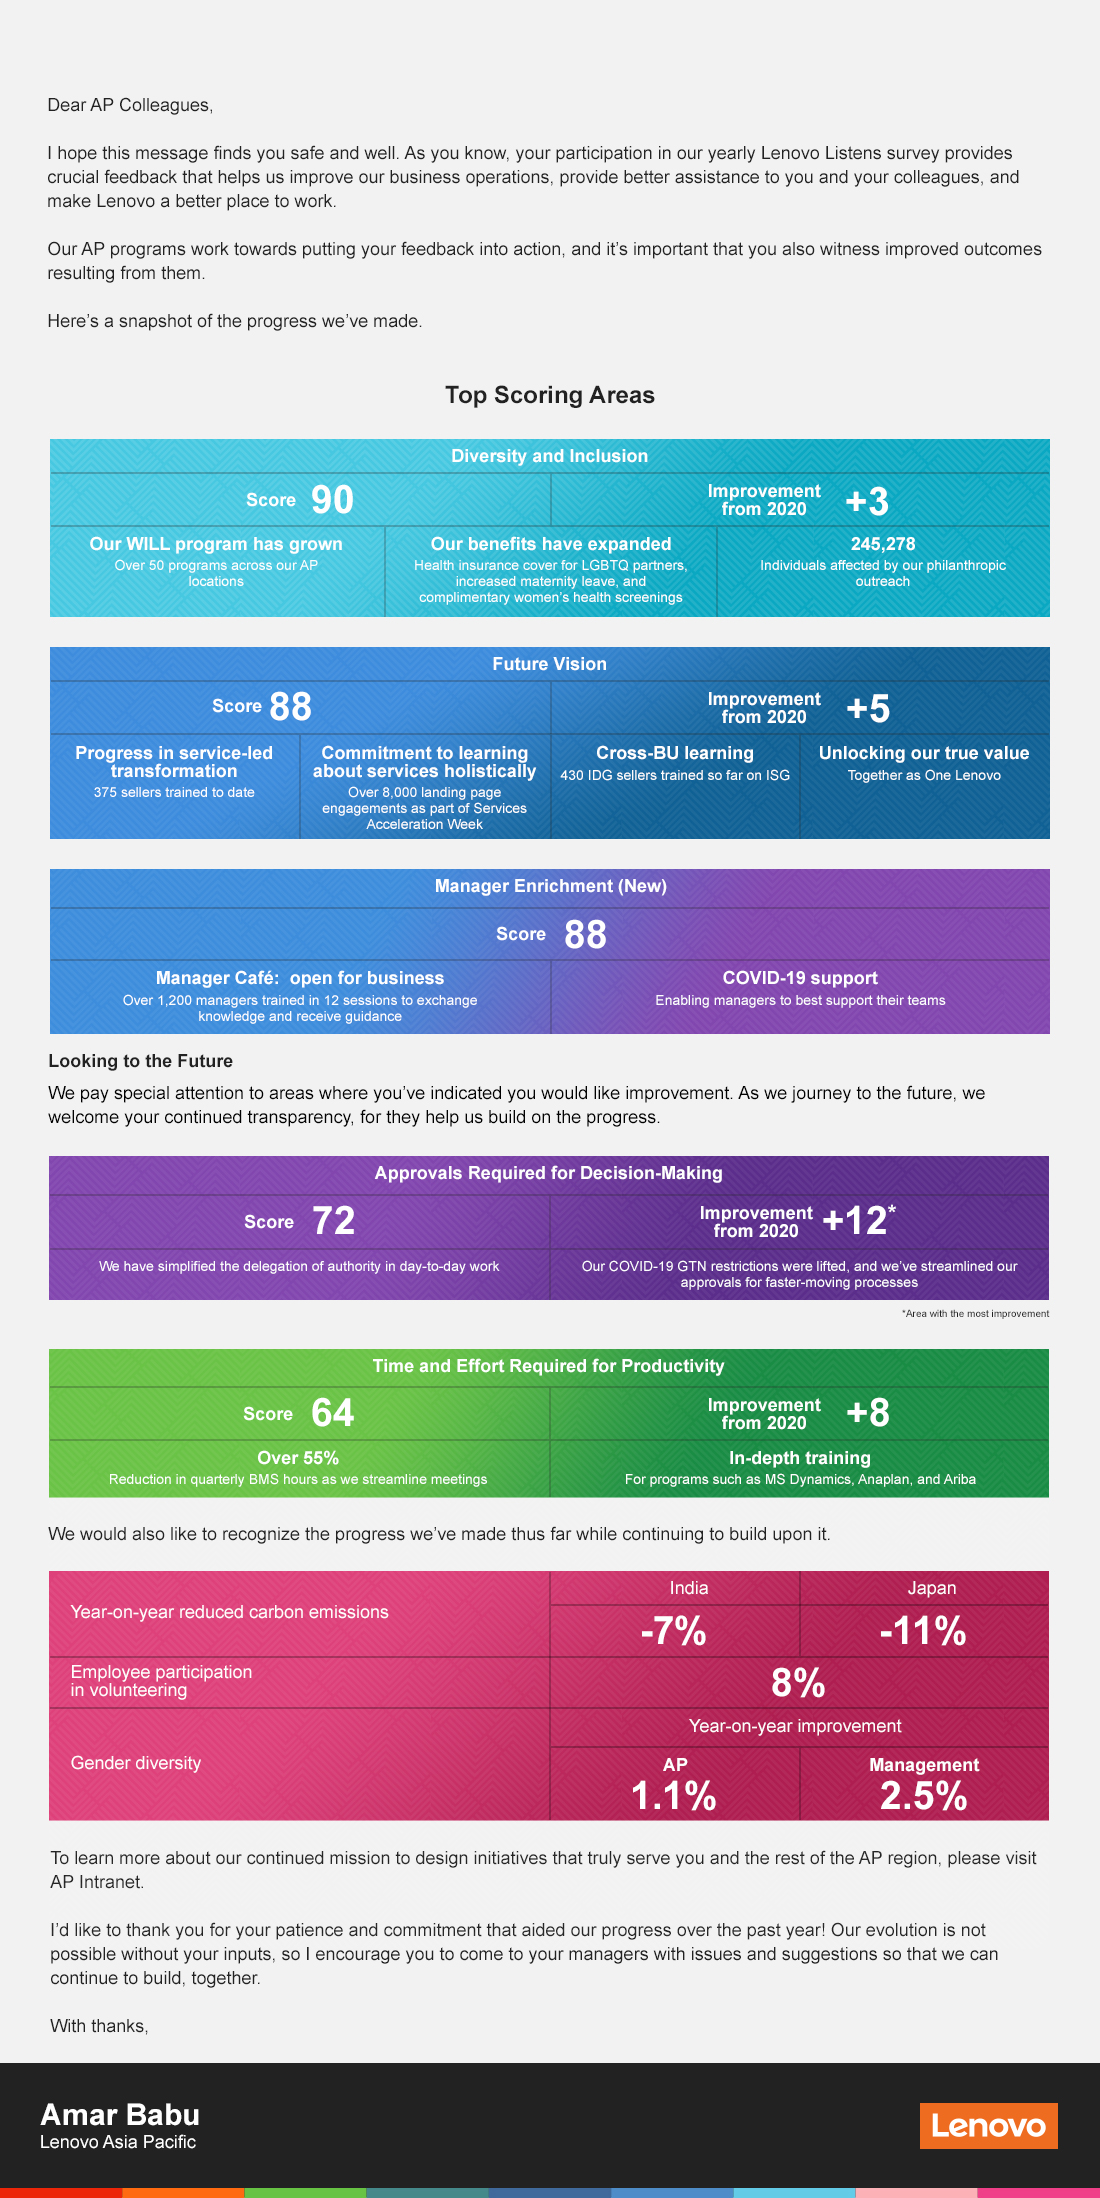 Dear AP Colleagues,
I hope this message finds you safe and well. As you know, your participation in our yearly Lenovo Listens survey provides
crucial feedback that helps us improve our business operations, provide better assistance to you and your colleagues, and
make Lenovo a better place to work.
Our AP programs work towards putting your feedback into action, and it’s important that you also witness improved outcomes
resulting from them.
Here’s a snapshot of the progress we’ve made.
Top Scoring Areas
Diversity and Inclusion
Score 90
Improvement
from 2020 +3
Our WILL program has grown
Over 50 programs across our AP
locations
Our benefits have expanded
Health insurance cover for LGBTQ partners,
increased maternity leave, and
complimentary women’s health screenings
245,278
Individuals affected by our philanthropic
outreach
Future Vision
Score 88
Improvement
from 2020 +5
Progress in service-led
transformation
375 sellers trained to date
Commitment to learning
about services holistically
Over 8,000 landing page
engagements as part of Services
Acceleration Week
Cross-BU learning
430 IDG sellers trained so far on ISG
Unlocking our true value
Together as One Lenovo
Manager Enrichment (New)
Score 88
Manager Café: open for business
Over 1,200 managers trained in 12 sessions to exchange
knowledge and receive guidance
COVID-19 support
Enabling managers to best support their teams
Looking to the Future
We pay special attention to areas where you’ve indicated you would like improvement. As we journey to the future, we
welcome your continued transparency, for they help us build on the progress.
Approvals Required for Decision-Making
Score 72
Improvement
from 2020 +12*
We have simplified the delegation of authority in day-to-day work
Our COVID-19 GTN restrictions were lifted, and we’ve streamlined our
approvals for faster-moving processes
*Area with the most improvement
Time and Effort Required for Productivity
Score 64
Improvement
from 2020 +8
Over 55%
Reduction in quarterly BMS hours as we streamline meetings
In-depth training
For programs such as MS Dynamics, Anaplan, and Ariba
We would also like to recognize the progress we’ve made thus far while continuing to build upon it.
Year-on-year reduced carbon emissions
India
-7%
Japan
-11%
Employee participation
in volunteering
8%
Gender diversity
Year-on-year improvement
AP
1.1%
Management
2.5%
To learn more about our continued mission to design initiatives that truly serve you and the rest of the AP region, please visit
AP Intranet.
I’d like to thank you for your patience and commitment that aided our progress over the past year! Our evolution is not
possible without your inputs, so I encourage you to come to your managers with issues and suggestions so that we can
continue to build, together.
With thanks,
Amar Babu
Lenovo Asia Pacific
Lenovo